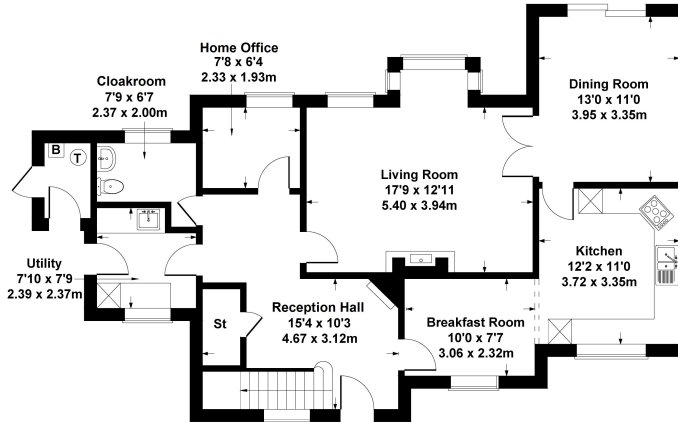 Home Office
7'8 x 6'4
2.33 x 1.93m
Cloakroom
7'9 x 6'7
2.37 x 2.00m
Dining Room
13'0 x 11'0
3.95 x 3.35m
B
T
Living Room
17'9 x 12'11
5.40 x 3.94m
Kitchen
12'2 x 11'0
3.72 x 3.35m
Utility
7'10 x 7'9
2.39 x 2.37m
St
Reception Hall
15'4 x 10'3
4.67 x 3.12m
Breakfast Room
10'0 x 7'7
3.06 x 2.32m